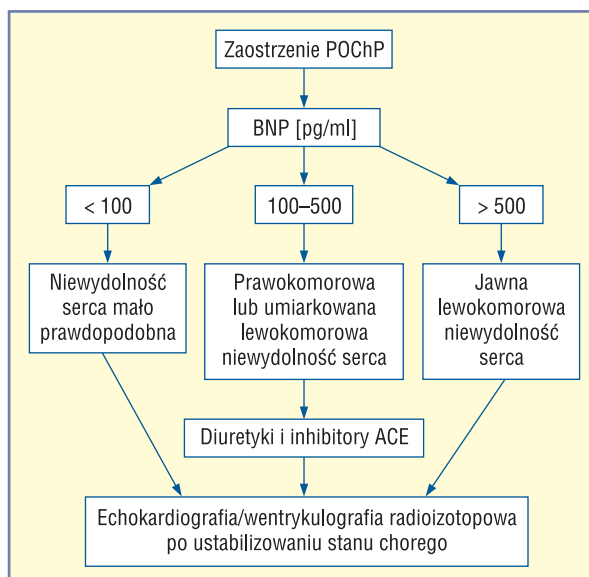 Zaostrzenie POChP
BNP [pg/ml]
< 100
100–500
> 500
Niewydolność
serca mało
prawdopodobna
Prawokomorowa
lub umiarkowana
lewokomorowa
niewydolność serca
Jawna
lewokomorowa
niewydolność
serca
Diuretyki i inhibitory ACE
Echokardiografia/wentrykulografia radioizotopowa
po ustabilizowaniu stanu chorego